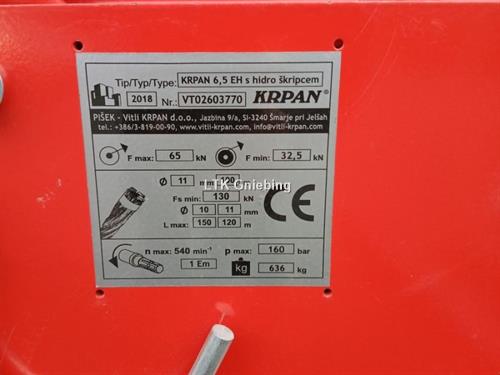 Tip/Typ/Type: KRPAN 6,5 EH s hidro škripcem
2018 Nr.: VT02603770 KRPAN®
PIŠEK - Vitli KRPAN d.o.o., Jazbina 9/a, SI-3240 Šmarje pri Jelšah
tel.: +386/3-819-00-90, www.vitli-krpan.com, info@vitli-krpan.com
F max: 65 kN F min: 32,5 kN
Ø 11 mm
LTK Gniebing
Fs min: 130 kN
Ø 10 11 mm
L max: 150 120 m
CE
n max: 540 min⁻¹ p max: 160 bar
1 Em kg 636 kg